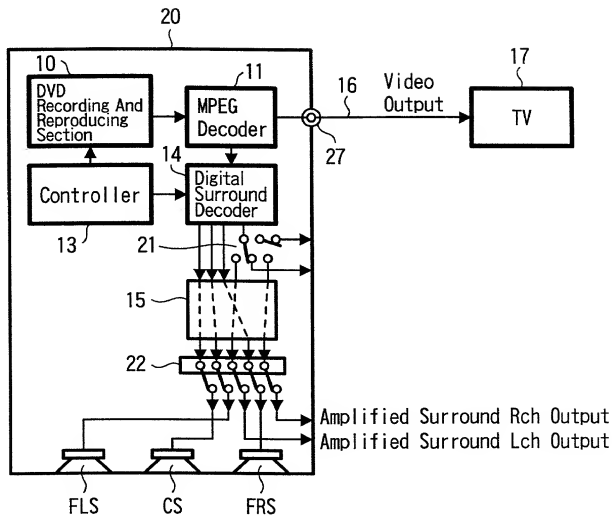 20
10
11
17
DVD
Recording And
Reproducing
Section
MPEG
Decoder
16
Video
Output
TV
27
14
Controller
Digital
Surround
Decoder
13
21
15
22
Amplified Surround Rch Output
Amplified Surround Lch Output
FLS
CS
FRS